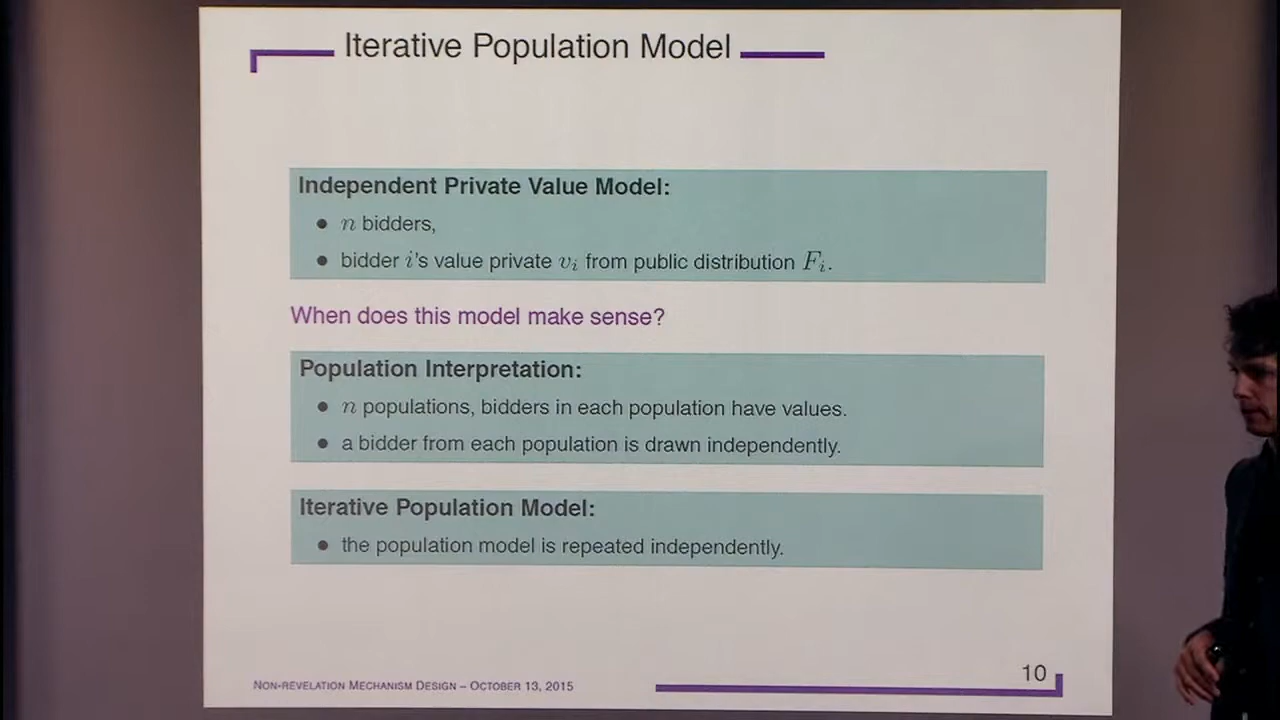 Iterative Population Model
Independent Private Value Model:
● n bidders,
● bidder i's value private vᵢ from public distribution Fᵢ.
When does this model make sense?
Population Interpretation:
● n populations, bidders in each population have values.
● a bidder from each population is drawn independently.
Iterative Population Model:
● the population model is repeated independently.
NON-REVELATION MECHANISM DESIGN – OCTOBER 13, 2015
10